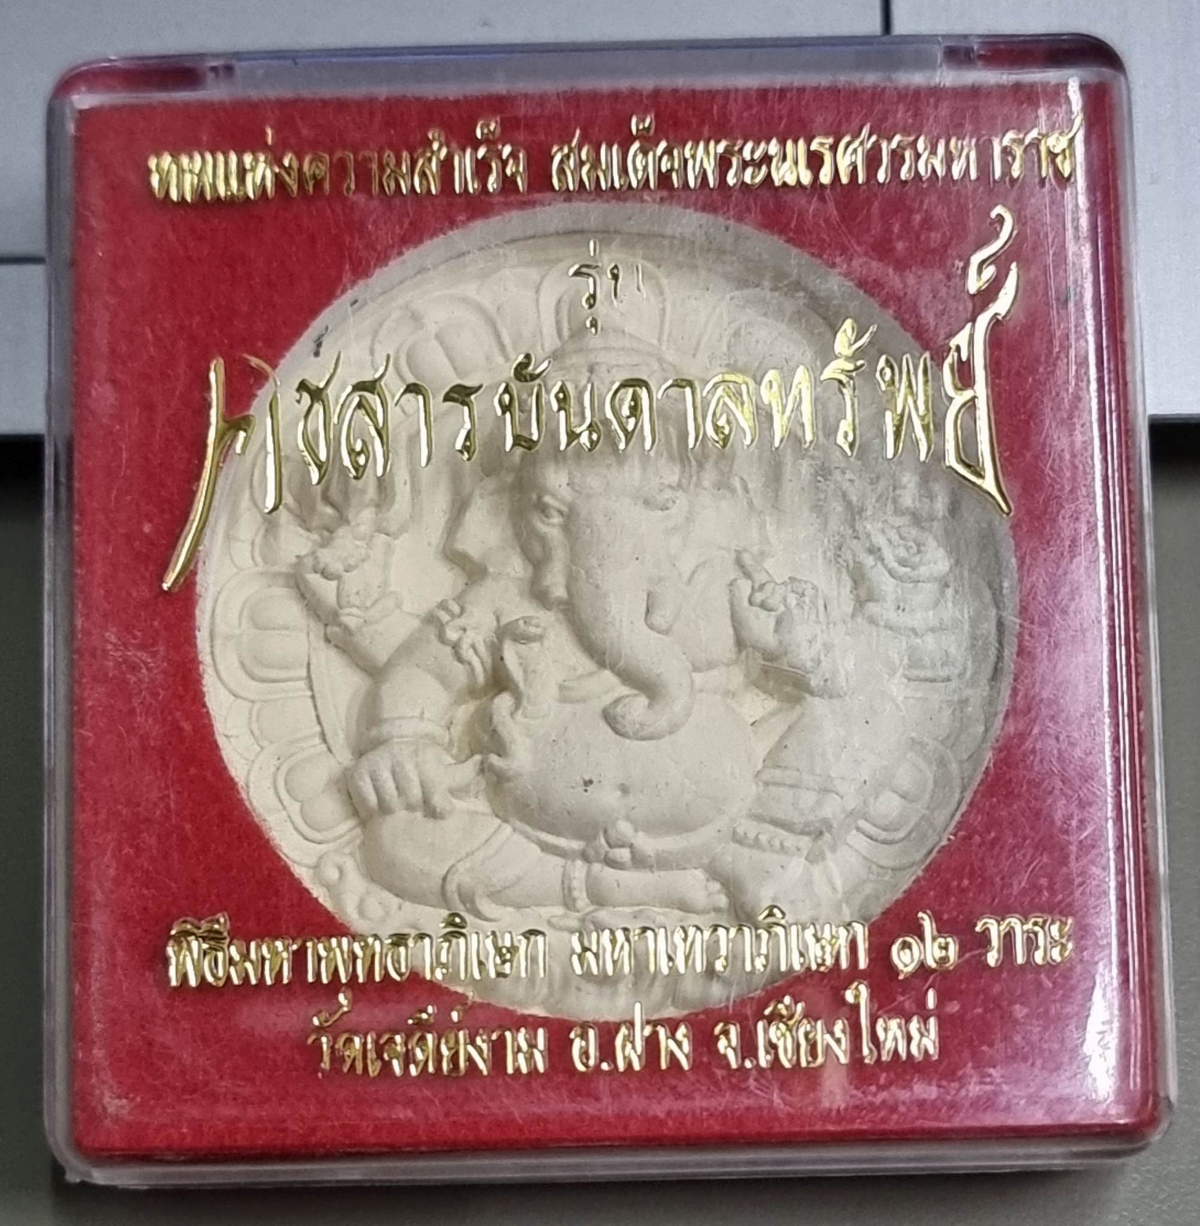 เทพแห่งความสำเร็จ สมเด็จพระนเรศวรมหาราช
รุ่น
คชสารบันดาลทรัพย์
พิธีมหาพุทธาภิเษก มหาเทวาภิเษก ๑๒ วาระ
วัดเจดีย์งาม อ.ฝาง จ.เชียงใหม่